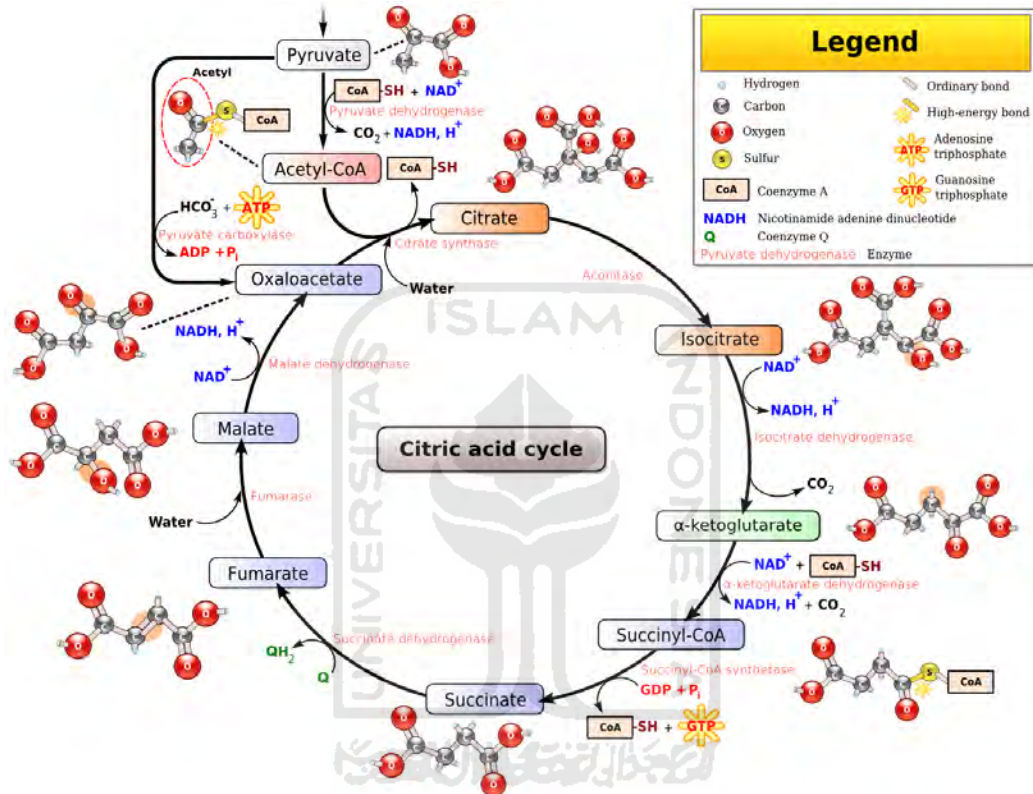 Pyruvate
Acetyl
CoA-SH + NAD+
Pyruvate dehydrogenase
CO2 + NADH, H+
S
CoA
Acetyl-CoA
CoA-SH
HCO3- + ATP
Pyruvate carboxylase
ADP + Pi
Citrate
Citrate synthase
Water
Oxaloacetate
Aconitase
Isocitrate
NAD+
NADH, H+
Isocitrate dehydrogenase
CO2
α-ketoglutarate
NAD+ + CoA-SH
α-ketoglutarate dehydrogenase
NADH, H+ + CO2
Succinyl-CoA
Succinyl-CoA synthetase
GDP + Pi
CoA-SH + GTP
S
CoA
Succinate
Succinate dehydrogenase
QH2
Q
Fumarate
Fumarase
Water
Malate
Malate dehydrogenase
NADH, H+
NAD+
Citric acid cycle
Legend
Hydrogen
C Carbon
O Oxygen
S Sulfur
CoA Coenzyme A
NADH Nicotinamide adenine dinucleotide
Q Coenzyme Q
Pyruvate dehydrogenase Enzyme
Ordinary bond
High-energy bond
ATP Adenosine
triphosphate
GTP Guanosine
triphosphate
ISLAM
UNIVERSITAS
INDONESIA